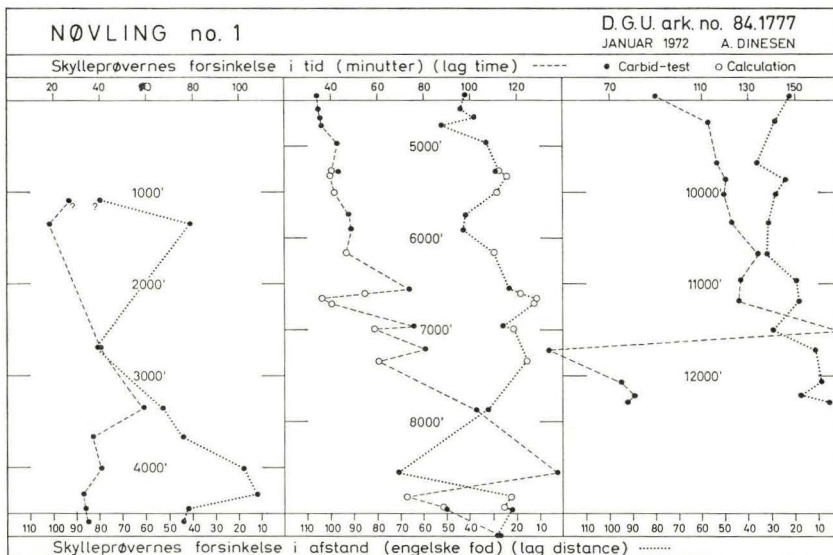 NØVLING no. 1
D.G.U. ark. no. 84.1777
JANUAR 1972 A. DINESEN
Skylleprøvernes forsinkelse i tid (minutter) (lag time) ----- ● Carbid-test ○ Calculation
20 40 60 80 100 40 60 80 100 120 70 110 130 150
1000' ? ?
2000'
3000'
4000'
5000'
6000'
7000'
8000'
10000'
11000'
12000'
110 90 70 60 50 40 30 20 10 110 90 80 70 60 50 40 30 20 10 110 100 90 80 70 60 50 40 30 20 10
Skylleprøvernes forsinkelse i afstand (engelske fod) (lag distance) ........